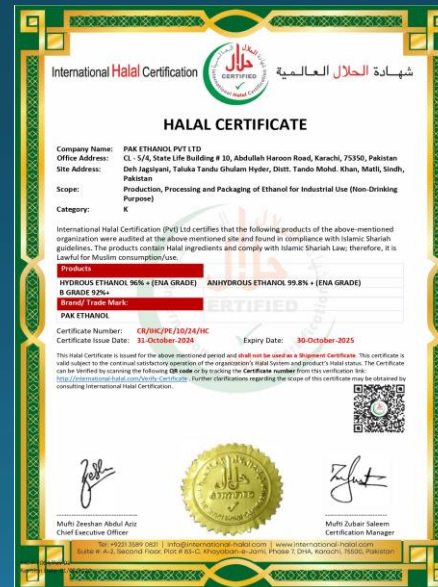 International Halal Certification
حلال
CERTIFIED
شهادة الحلال العالمية
HALAL CERTIFICATE
Company Name: PAK ETHANOL PVT LTD
Office Address: CL - 5/4, State Life Building # 10, Abdullah Haroon Road, Karachi, 75350, Pakistan
Site Address: Deh Jagsiyani, Taluka Tandu Ghulam Hyder, Distt. Tando Mohd. Khan, Matli, Sindh,
Pakistan
Scope: Production, Processing and Packaging of Ethanol for Industrial Use (Non-Drinking
Purpose)
Category: K
International Halal Certification (Pvt) Ltd certifies that the following products of the above-mentioned
organization were audited at the above mentioned site and found in compliance with Islamic Shariah
guidelines. The products contain Halal ingredients and comply with Islamic Shariah Law; therefore, it is
Lawful for Muslim consumption/use.
Products
HYDROUS ETHANOL 96% + (ENA GRADE) ANHYDROUS ETHANOL 99.8% + (ENA GRADE)
B GRADE 92%+
Brand/ Trade Mark:
PAK ETHANOL
Certificate Number: CR/IHC/PE/10/24/HC
Certificate Issue Date: 31-October-2024 Expiry Date: 30-October-2025
This Halal Certificate is issued for the above mentioned period and shall not be used as a Shipment Certificate. This certificate is
valid subject to the continual satisfactory operation of the organization's Halal System and product's Halal status. The Certificate
can be Verified by scanning the following QR code or by tracking the Certificate number from this verification link:
http://international-halal.com/Verify-Certificate . Further clarifications regarding the scope of this certificate may be obtained by
consulting International Halal Certification.
Mufti Zeeshan Abdul Aziz
Chief Executive Officer
Mufti Zubair Saleem
Certification Manager
Tel: +9221 3589 0821 | info@international-halal.com | www.international-halal.com
Suite # A-2, Second Floor, Plot # 83-C, Khayaban-e-Jami, Phase 7, DHA, Karachi, 75500, Pakistan